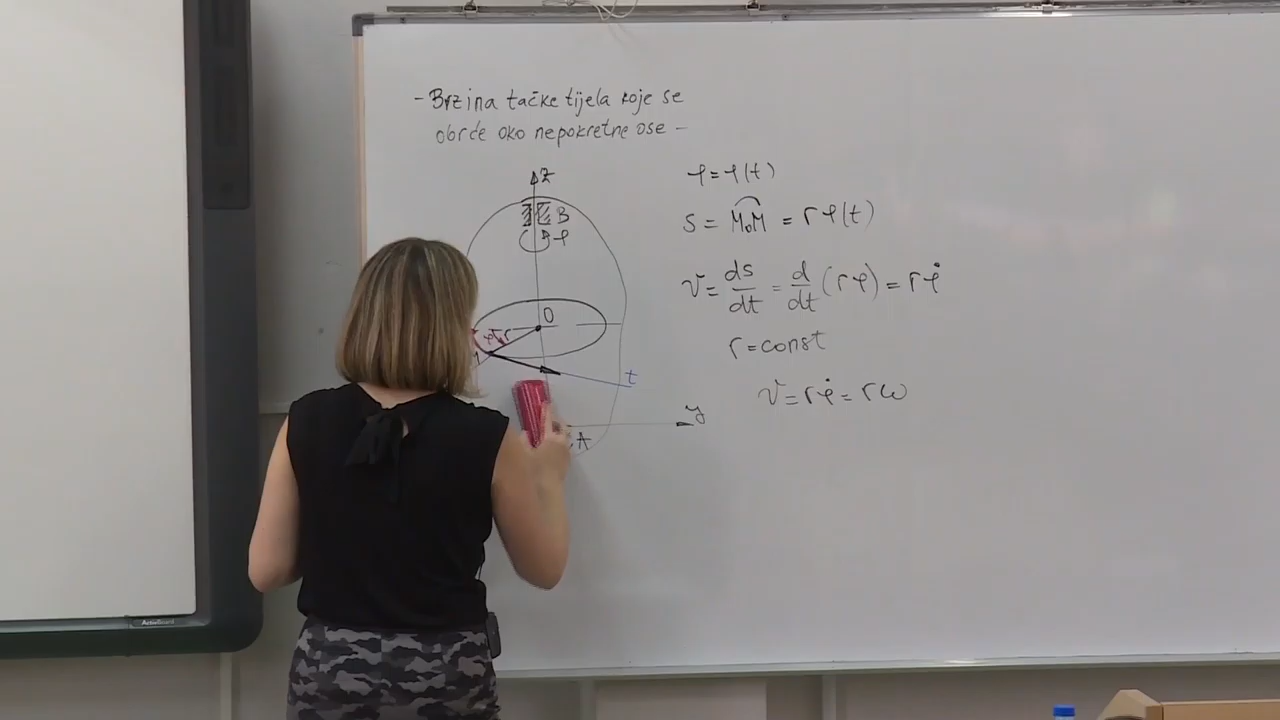 - Brzina tačke tijela koje se
obrće oko nepokretne ose -
z
B
φ
O
φ r
t
y
A
φ = φ(t)
s = M₀M = rφ(t)
v = ds/dt = d/dt (rφ) = rφ̇
r = const
v = rφ̇ = rω
ActivBoard